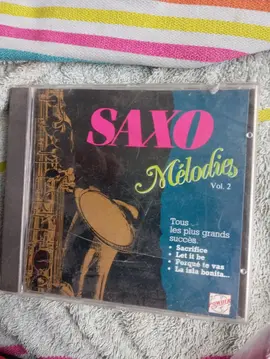 SAXO
Mélodies
Vol. 2
Tous
les plus grands
succès.
• Sacrifice
• Let it be
• Porqué te vas
• La isla bonita...